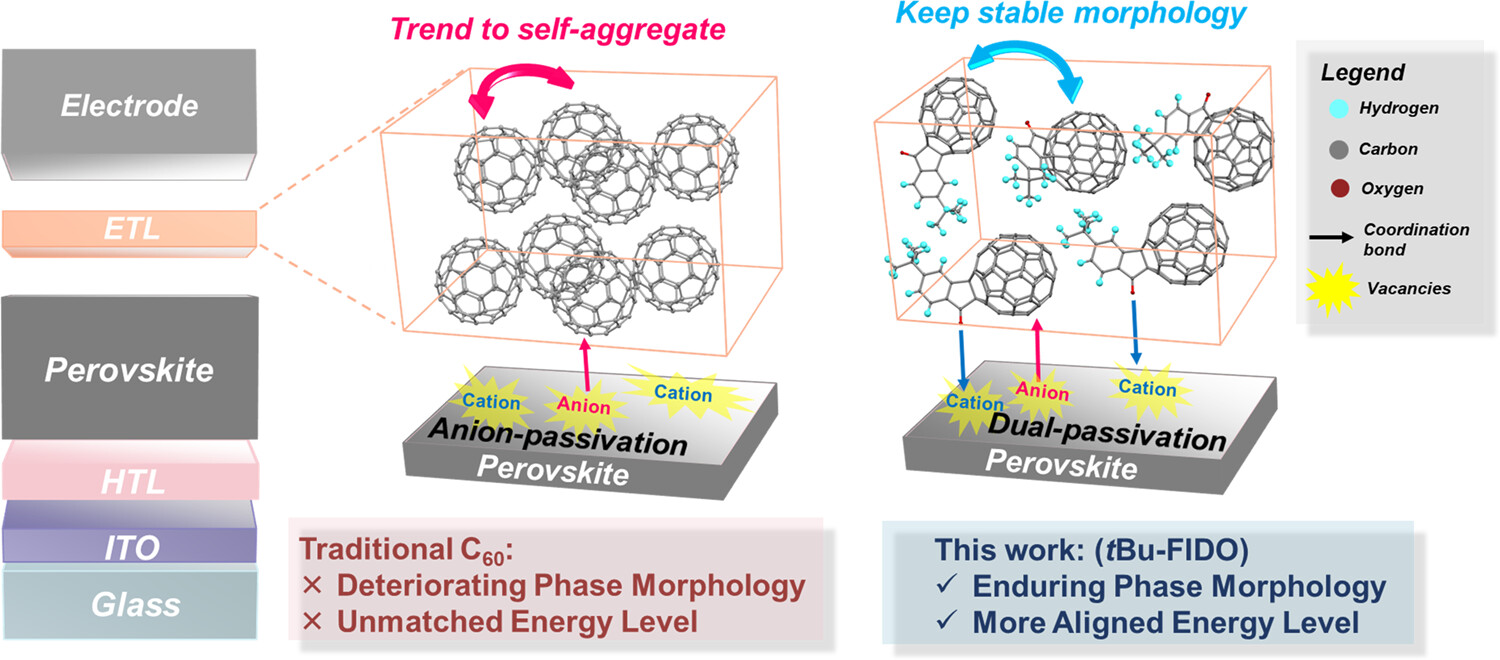 Electrode
ETL
Perovskite
HTL
ITO
Glass
Trend to self-aggregate
Cation
Anion
Cation
Anion-passivation
Perovskite
Traditional C₆₀:
× Deteriorating Phase Morphology
× Unmatched Energy Level
Keep stable morphology
Cation
Anion
Cation
Dual-passivation
Perovskite
This work: (tBu-FIDO)
✓ Enduring Phase Morphology
✓ More Aligned Energy Level
Legend
Hydrogen
Carbon
Oxygen
Coordination
bond
Vacancies